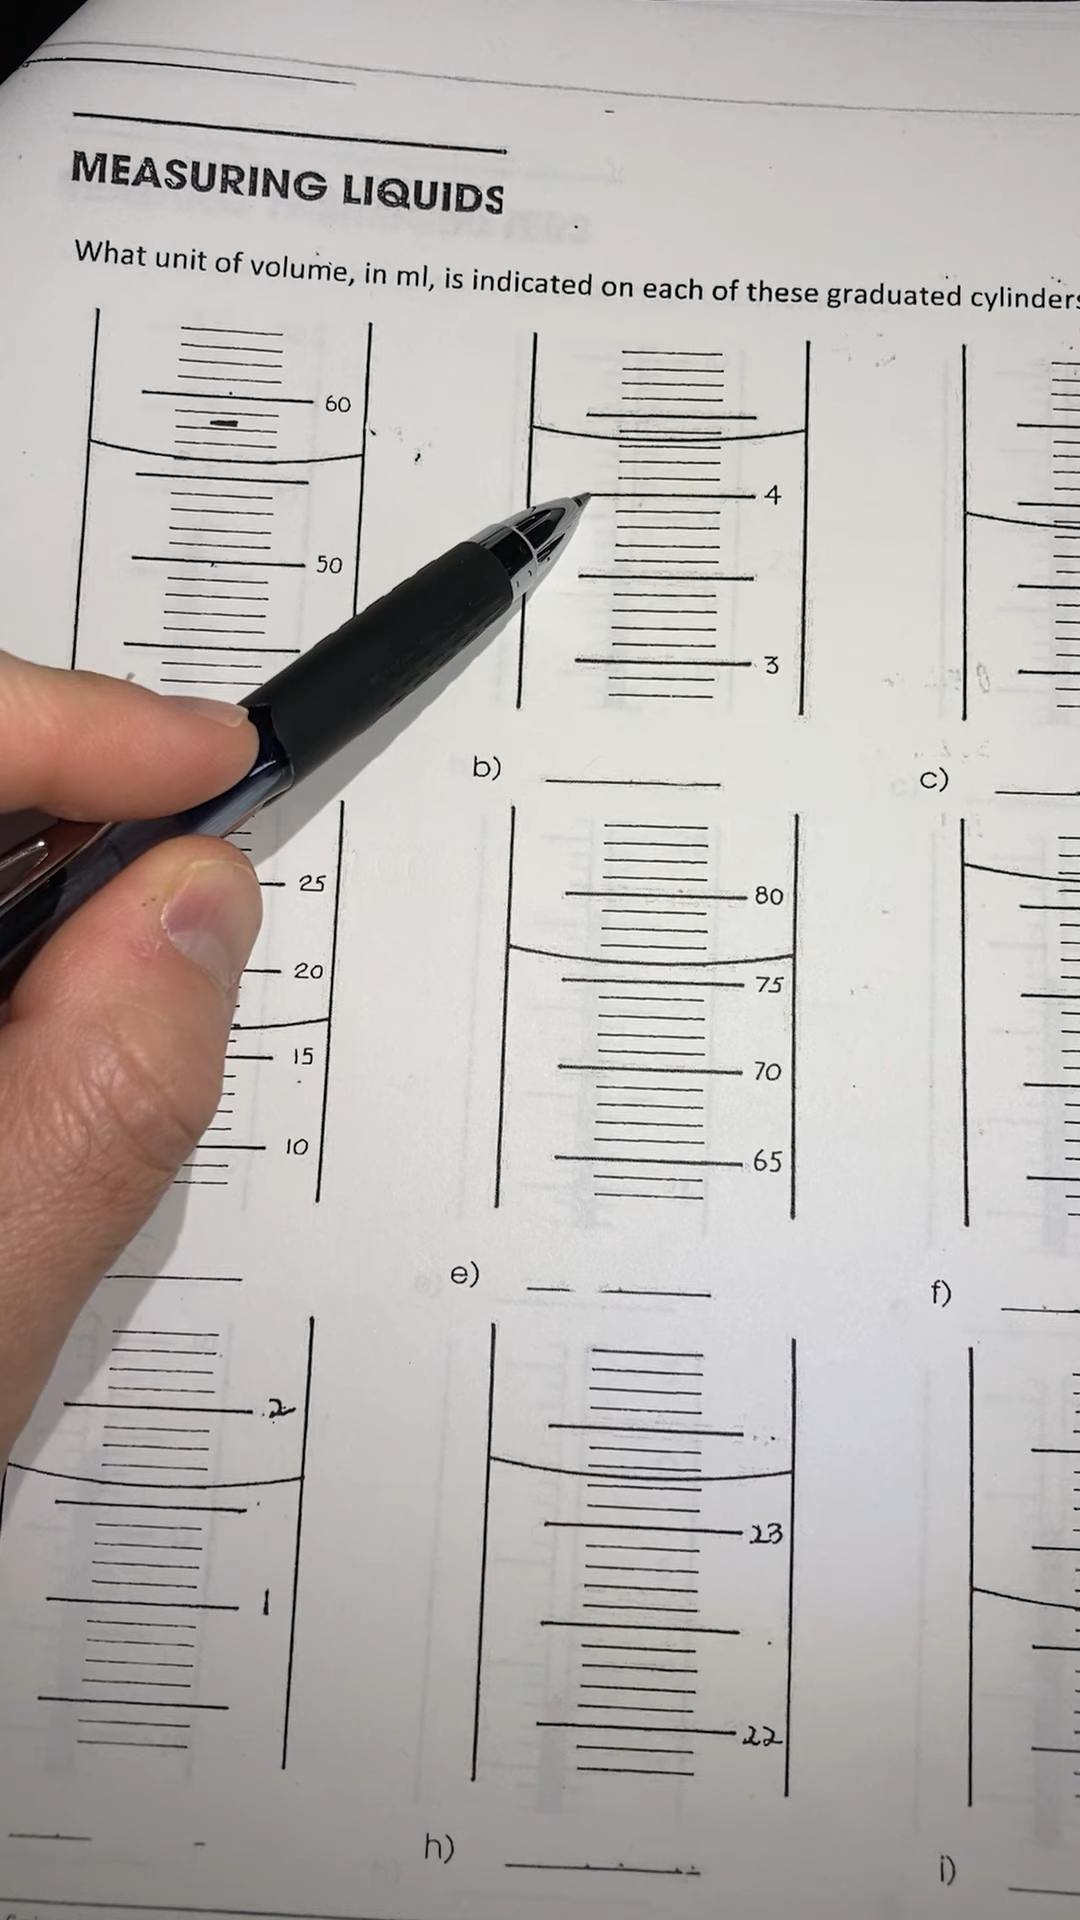 MEASURING LIQUIDS
What unit of volume, in ml, is indicated on each of these graduated cylinders
60
50
4
3
b)
c)
25
20
15
10
80
75
70
65
e)
f)
2
1
23
22
h)
i)